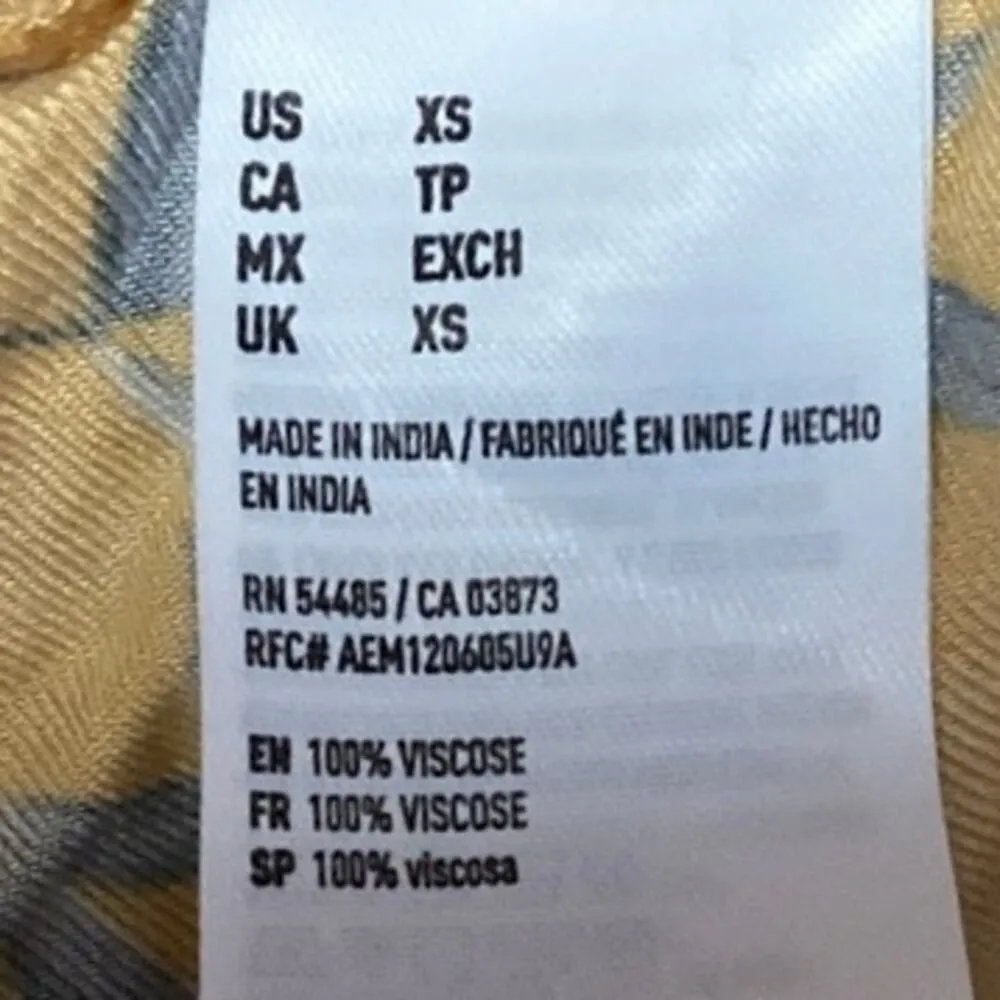 US XS
CA TP
MX EXCH
UK XS
MADE IN INDIA / FABRIQUÉ EN INDE / HECHO
EN INDIA
RN 54485 / CA 03873
RFC# AEM120605U9A
EN 100% VISCOSE
FR 100% VISCOSE
SP 100% viscosa